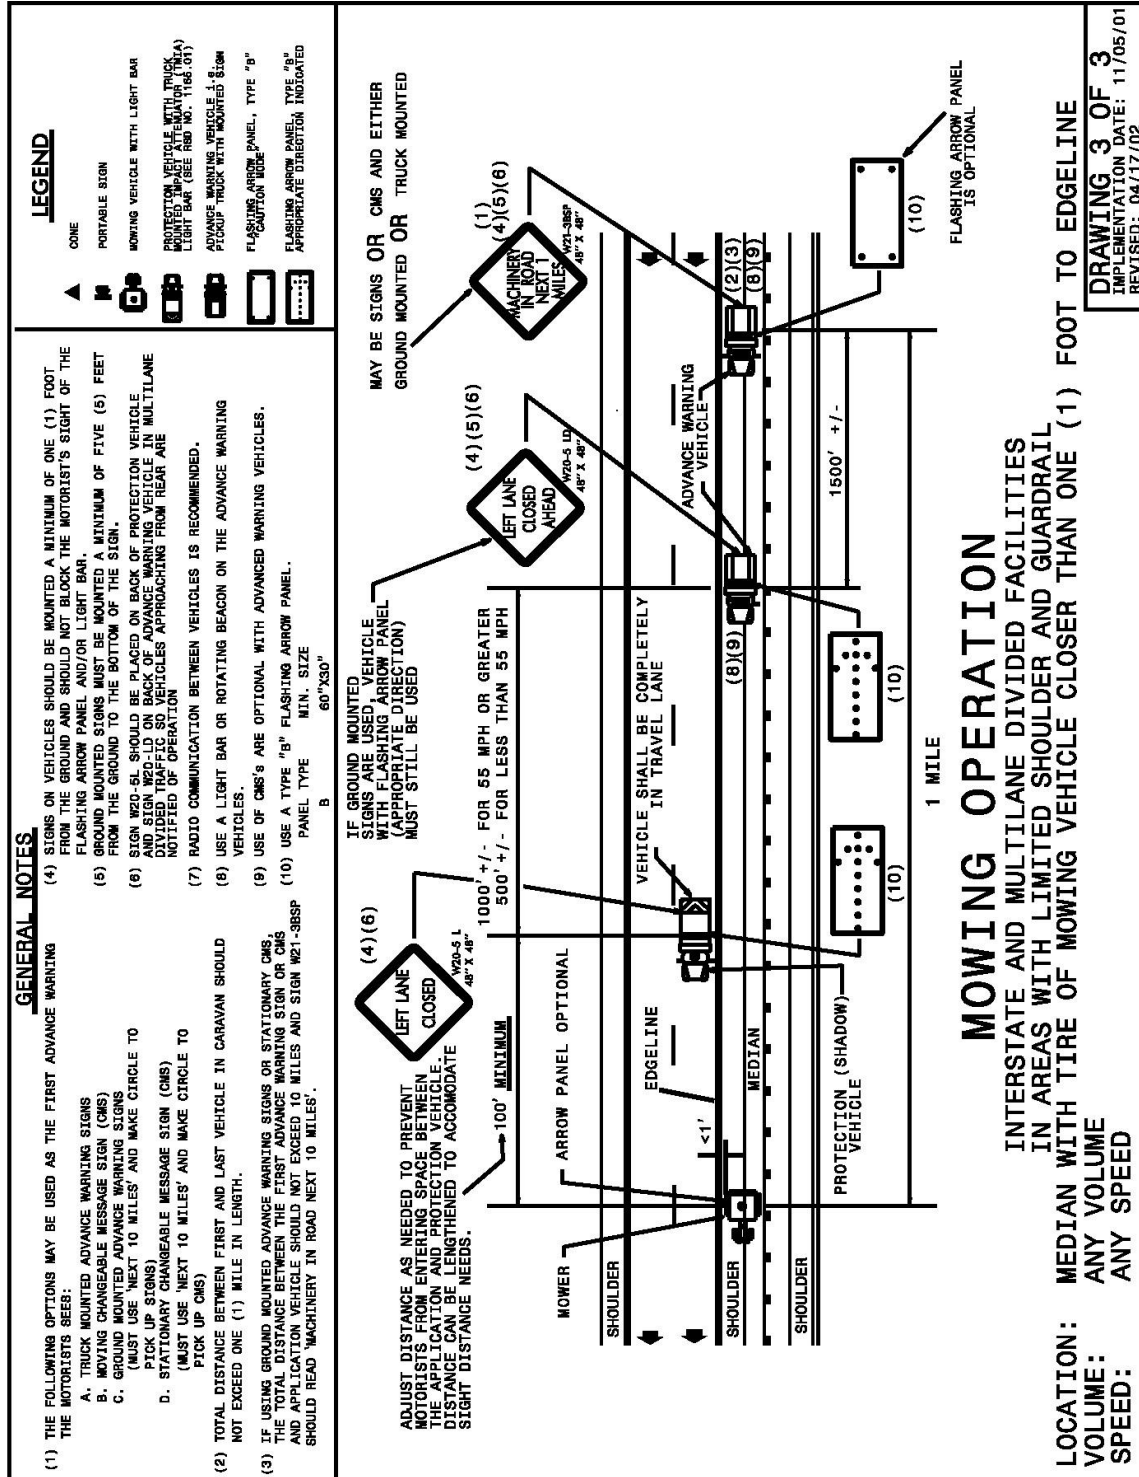 GENERAL NOTES
(1) THE FOLLOWING OPTIONS MAY BE USED AS THE FIRST ADVANCE WARNING
THE MOTORISTS SEES:
A. TRUCK MOUNTED ADVANCE WARNING SIGNS
B. MOVING CHANGEABLE MESSAGE SIGN (CMS)
C. GROUND MOUNTED ADVANCE WARNING SIGNS
(MUST USE 'NEXT 10 MILES' AND MAKE CIRCLE TO
PICK UP SIGNS)
D. STATIONARY CHANGEABLE MESSAGE SIGN (CMS)
(MUST USE 'NEXT 10 MILES' AND MAKE CIRCLE TO
PICK UP CMS)
(2) TOTAL DISTANCE BETWEEN FIRST AND LAST VEHICLE IN CARAVAN SHOULD
NOT EXCEED ONE (1) MILE IN LENGTH.
(3) IF USING GROUND MOUNTED ADVANCE WARNING SIGNS OR STATIONARY CMS,
THE TOTAL DISTANCE BETWEEN THE FIRST ADVANCE WARNING SIGN OR CMS
AND APPLICATION VEHICLE SHOULD NOT EXCEED 10 MILES AND SIGN W21-3BSP
SHOULD READ 'MACHINERY IN ROAD NEXT 10 MILES'.
(4) SIGNS ON VEHICLES SHOULD BE MOUNTED A MINIMUM OF ONE (1) FOOT
FROM THE GROUND AND SHOULD NOT BLOCK THE MOTORIST'S SIGHT OF THE
FLASHING ARROW PANEL AND/OR LIGHT BAR.
(5) GROUND MOUNTED SIGNS MUST BE MOUNTED A MINIMUM OF FIVE (5) FEET
FROM THE GROUND TO THE BOTTOM OF THE SIGN.
(6) SIGN W20-5L SHOULD BE PLACED ON BACK OF PROTECTION VEHICLE
AND SIGN W20-LD ON BACK OF ADVANCE WARNING VEHICLE IN MULTILANE
DIVIDED TRAFFIC SO VEHICLES APPROACHING FROM REAR ARE
NOTIFIED OF OPERATION
(7) RADIO COMMUNICATION BETWEEN VEHICLES IS RECOMMENDED.
(8) USE A LIGHT BAR OR ROTATING BEACON ON THE ADVANCE WARNING
VEHICLES.
(9) USE OF CMS's ARE OPTIONAL WITH ADVANCED WARNING VEHICLES.
(10) USE A TYPE "B" FLASHING ARROW PANEL.
PANEL TYPE MIN. SIZE
B 60"X30"
LEGEND
CONE
PORTABLE SIGN
MOWING VEHICLE WITH LIGHT BAR
PROTECTION VEHICLE WITH TRUCK
MOUNTED IMPACT ATTENUATOR (TMIA)
LIGHT BAR (SEE RBD NO. 1166.01)
ADVANCE WARNING VEHICLE i.e.
PICKUP TRUCK WITH MOUNTED SIGN
FLASHING ARROW PANEL, TYPE "B"
"CAUTION MODE"
FLASHING ARROW PANEL, TYPE "B"
APPROPRIATE DIRECTION INDICATED
ADJUST DISTANCE AS NEEDED TO PREVENT
MOTORISTS FROM ENTERING SPACE BETWEEN
THE APPLICATION AND PROTECTION VEHICLE.
DISTANCE CAN BE LENGTHENED TO ACCOMODATE
SIGHT DISTANCE NEEDS.
LEFT LANE
CLOSED
(4)(6)
W20-5 L
48" X 48"
IF GROUND MOUNTED
SIGNS ARE USED, VEHICLE
WITH FLASHING ARROW PANEL
(APPROPRIATE DIRECTION)
MUST STILL BE USED
LEFT LANE
CLOSED
AHEAD
(4)(5)(6)
W20-5 LD
48" X 48"
MAY BE SIGNS OR CMS AND EITHER
GROUND MOUNTED OR TRUCK MOUNTED
MACHINERY
IN ROAD
NEXT 1
MILES
(1)
(4)(5)(6)
W21-3BSP
48" X 48"
100' MINIMUM
1000' +/- FOR 55 MPH OR GREATER
500' +/- FOR LESS THAN 55 MPH
MOWER
ARROW PANEL OPTIONAL
VEHICLE SHALL BE COMPLETELY
IN TRAVEL LANE
ADVANCE WARNING
VEHICLE
SHOULDER
EDGELINE
<1'
SHOULDER
MEDIAN
(8)(9)
(2)(3)
(8)(9)
SHOULDER
PROTECTION (SHADOW)
VEHICLE
1500' +/-
(10)
(10)
(10)
FLASHING ARROW PANEL
IS OPTIONAL
1 MILE
MOWING OPERATION
INTERSTATE AND MULTILANE DIVIDED FACILITIES
IN AREAS WITH LIMITED SHOULDER AND GUARDRAIL
LOCATION: MEDIAN WITH TIRE OF MOWING VEHICLE CLOSER THAN ONE (1) FOOT TO EDGELINE
VOLUME: ANY VOLUME
SPEED: ANY SPEED
DRAWING 3 OF 3
IMPLEMENTATION DATE: 11/05/01
REVISED: 04/17/02